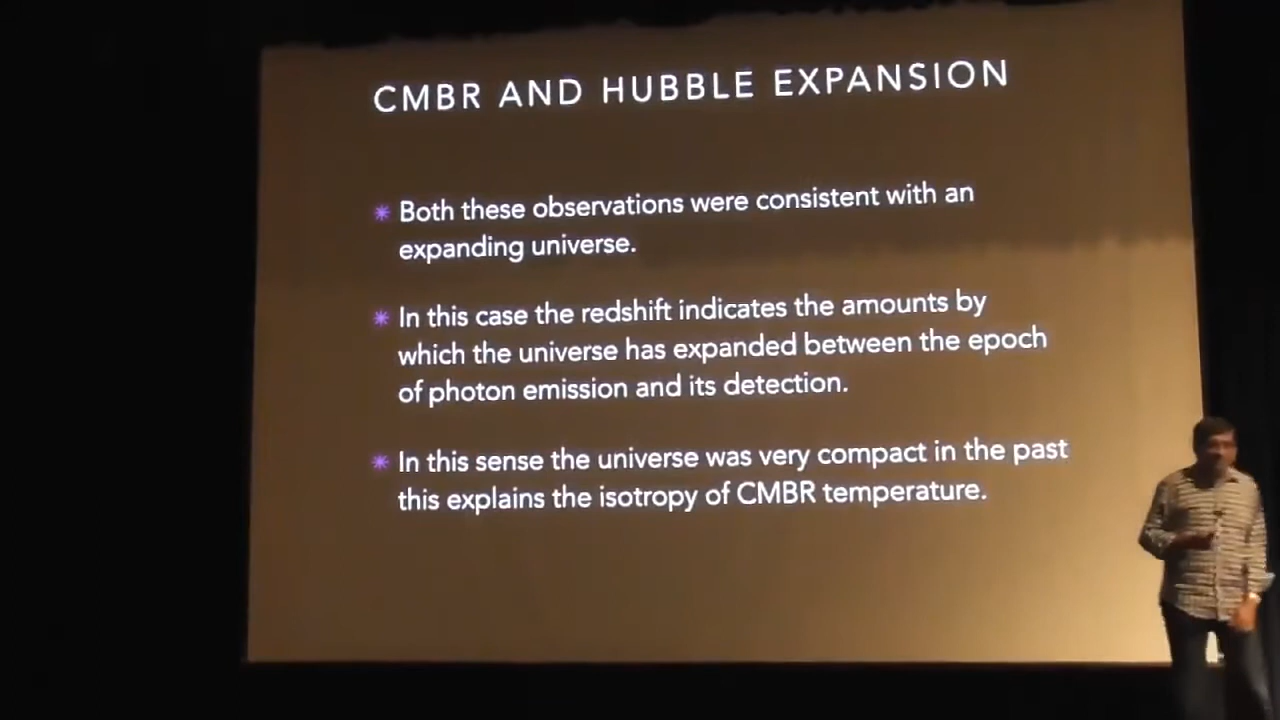 CMBR AND HUBBLE EXPANSION
Both these observations were consistent with an
expanding universe.
In this case the redshift indicates the amounts by
which the universe has expanded between the epoch
of photon emission and its detection.
In this sense the universe was very compact in the past
this explains the isotropy of CMBR temperature.